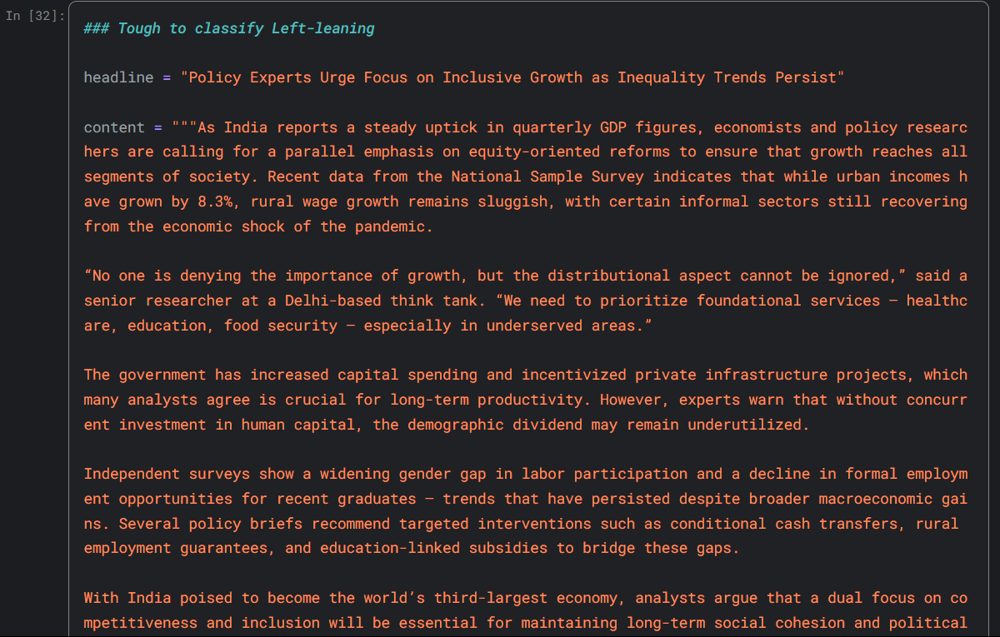 In [32]:
### Tough to classify Left-leaning
headline = "Policy Experts Urge Focus on Inclusive Growth as Inequality Trends Persist"
content = """As India reports a steady uptick in quarterly GDP figures, economists and policy researc
hers are calling for a parallel emphasis on equity-oriented reforms to ensure that growth reaches all
segments of society. Recent data from the National Sample Survey indicates that while urban incomes h
ave grown by 8.3%, rural wage growth remains sluggish, with certain informal sectors still recovering
from the economic shock of the pandemic.
“No one is denying the importance of growth, but the distributional aspect cannot be ignored,” said a
senior researcher at a Delhi-based think tank. “We need to prioritize foundational services — healthc
are, education, food security — especially in underserved areas.”
The government has increased capital spending and incentivized private infrastructure projects, which
many analysts agree is crucial for long-term productivity. However, experts warn that without concurr
ent investment in human capital, the demographic dividend may remain underutilized.
Independent surveys show a widening gender gap in labor participation and a decline in formal employm
ent opportunities for recent graduates — trends that have persisted despite broader macroeconomic gai
ns. Several policy briefs recommend targeted interventions such as conditional cash transfers, rural
employment guarantees, and education-linked subsidies to bridge these gaps.
With India poised to become the world’s third-largest economy, analysts argue that a dual focus on co
mpetitiveness and inclusion will be essential for maintaining long-term social cohesion and political